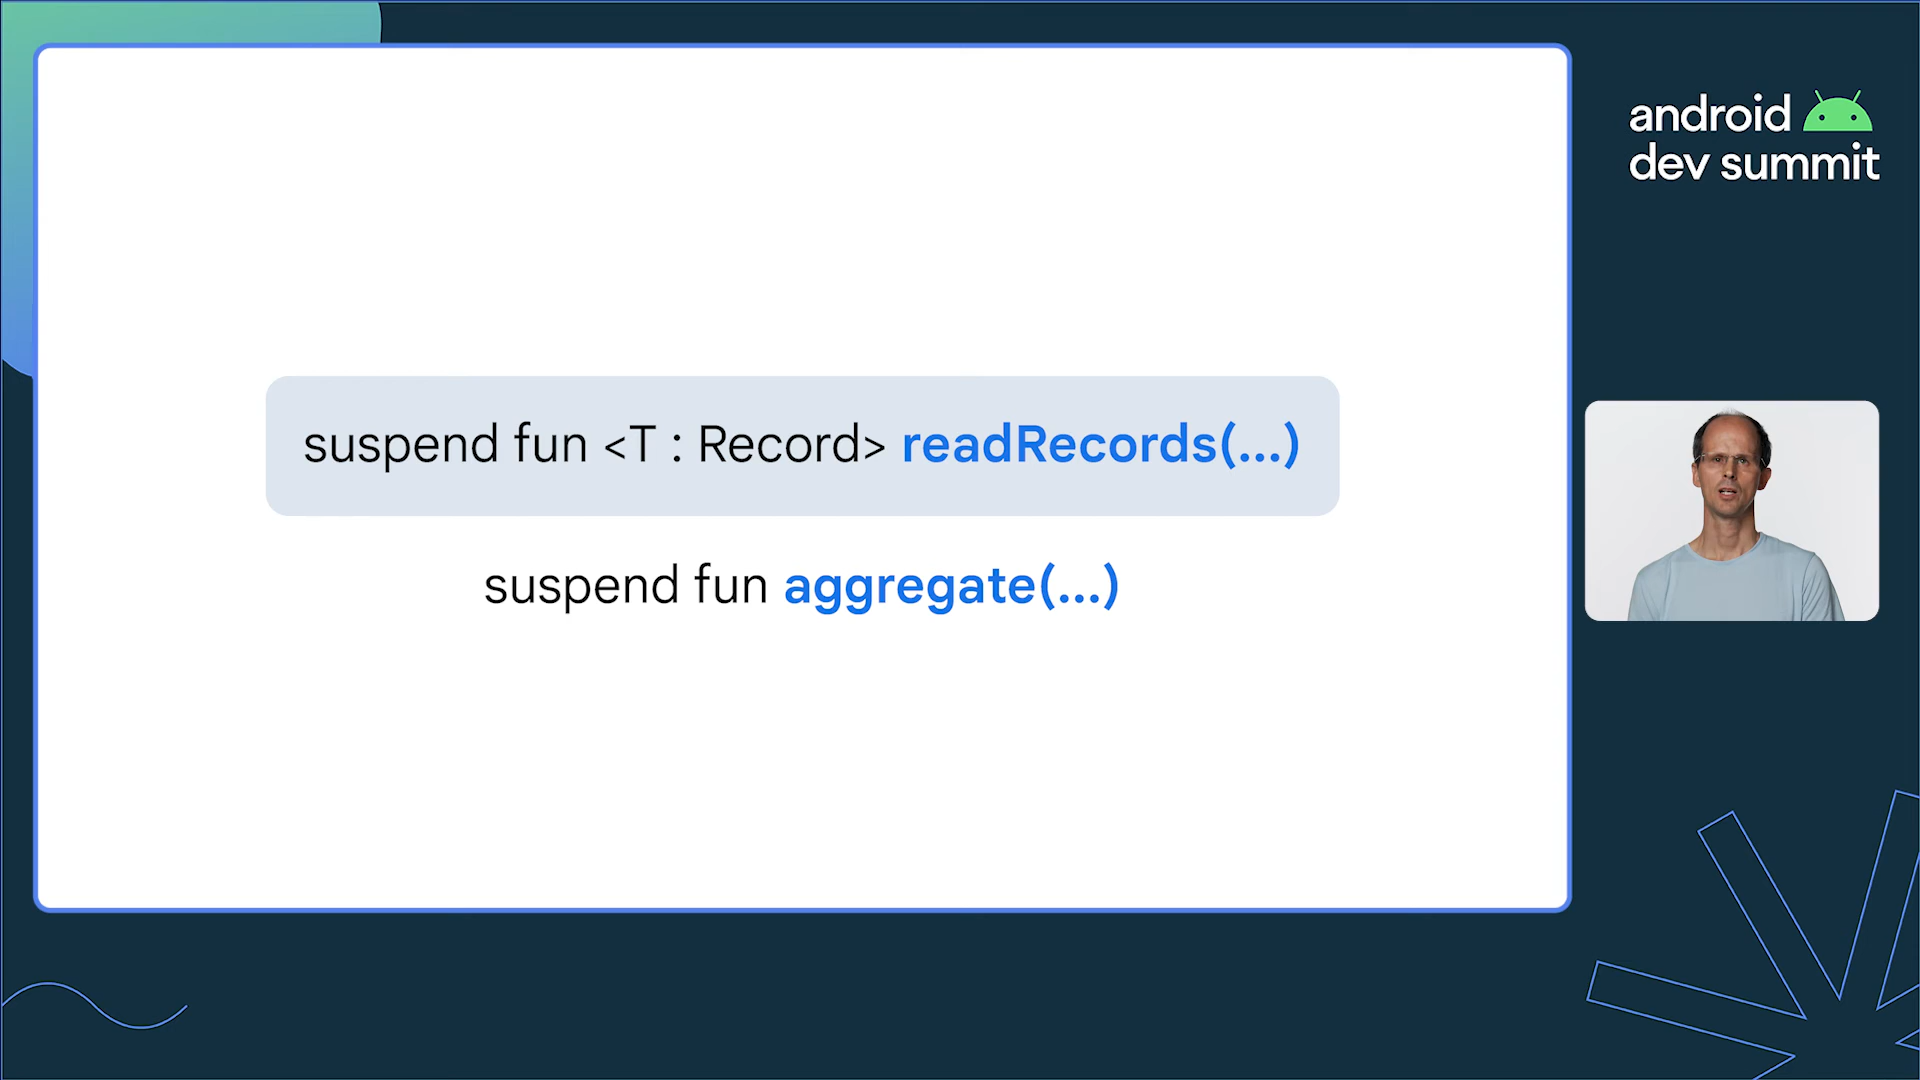 suspend fun <T : Record> readRecords(...)
suspend fun aggregate(...)
android
dev summit